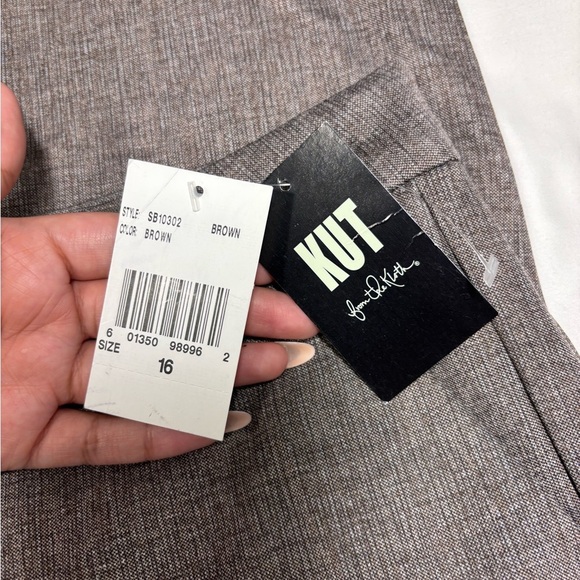 STYLE: SB10302
COLOR: BROWN BROWN
6 01350 98996 2
SIZE 16
KUT
from the Kloth®